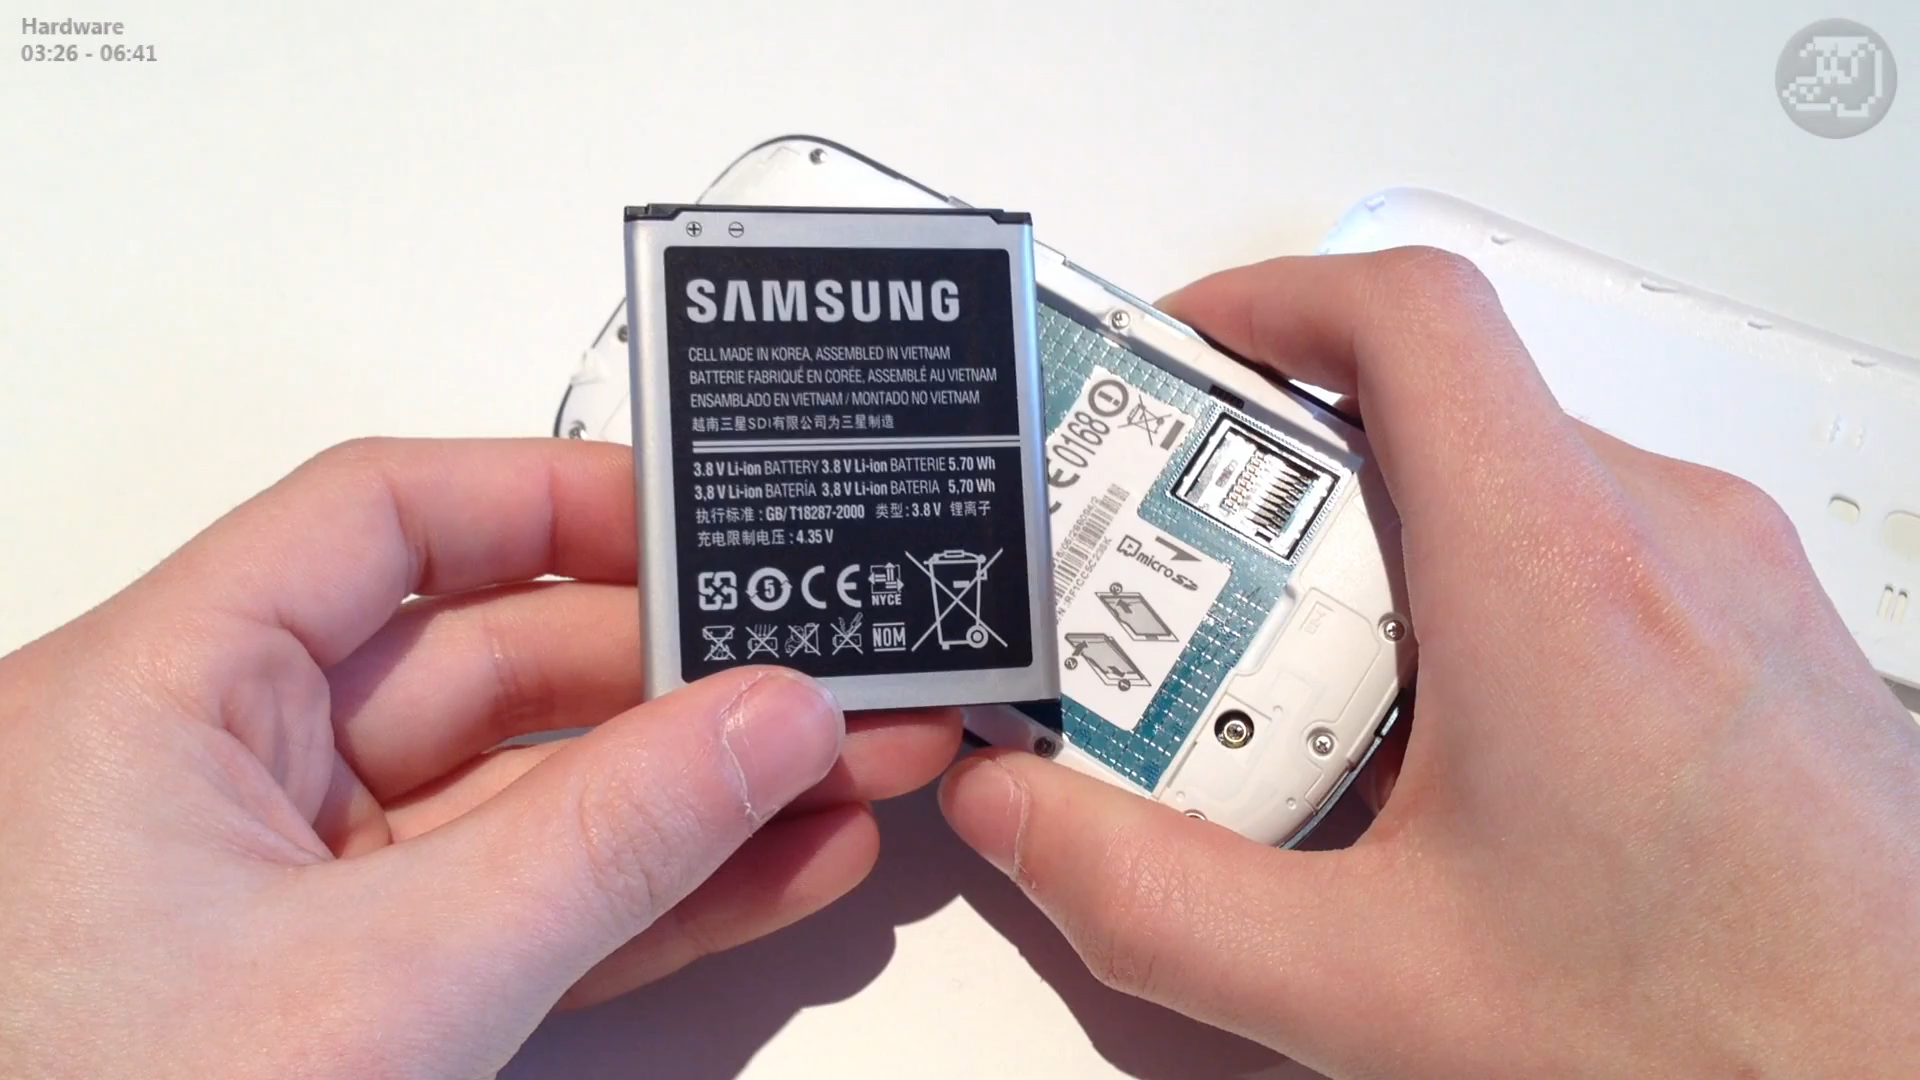 Hardware
03:26 - 06:41
SAMSUNG
CELL MADE IN KOREA, ASSEMBLED IN VIETNAM
BATTERIE FABRIQUÉ EN CORÉE, ASSEMBLÉ AU VIETNAM
ENSAMBLADO EN VIETNAM / MONTADO NO VIETNAM
越南三星SDI有限公司为三星制造
3.8 V Li-ion BATTERY 3.8 V Li-ion BATTERIE 5.70 Wh
3,8 V Li-ion BATERÍA 3,8 V Li-ion BATERIA 5,70 Wh
执行标准 : GB/T18287-2000 类型 : 3.8 V 锂离子
充电限制电压 : 4.35 V
5
CE
NYCE
NOM
CE0168
micro SD